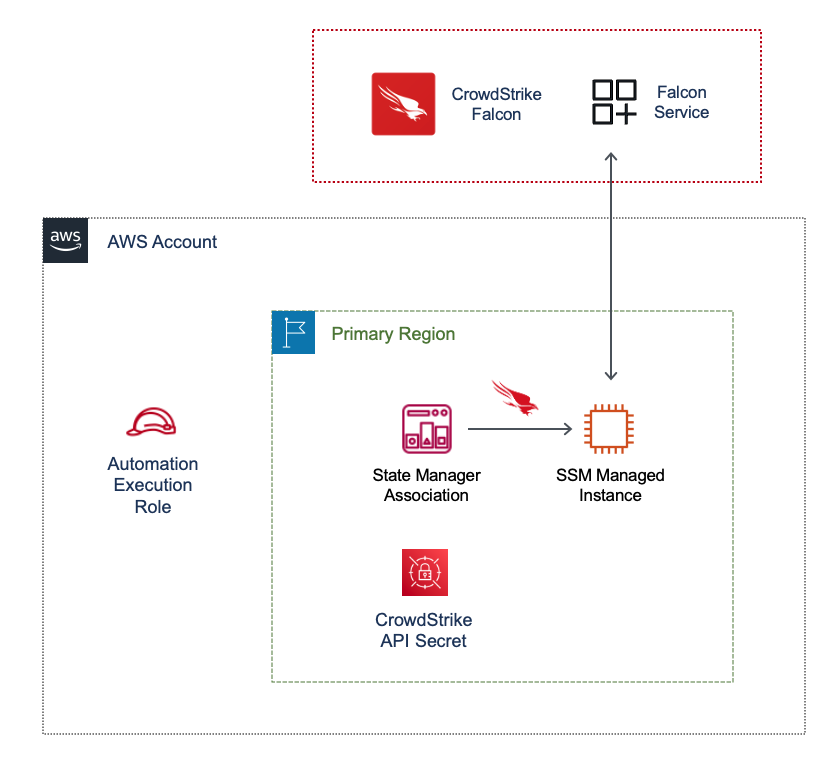 CrowdStrike
Falcon
Falcon
Service
aws
AWS Account
Primary Region
Automation
Execution
Role
State Manager
Association
SSM Managed
Instance
CrowdStrike
API Secret